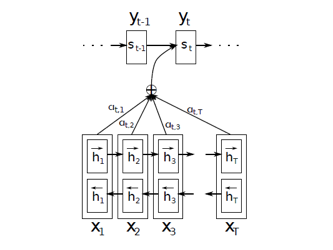 y_{t-1} y_t
... s_{t-1} s_t ...
α_{t,1} α_{t,2} α_{t,3} α_{t,T}
h_1 h_2 h_3 h_T
h_1 h_2 h_3 h_T
x_1 x_2 x_3 x_T